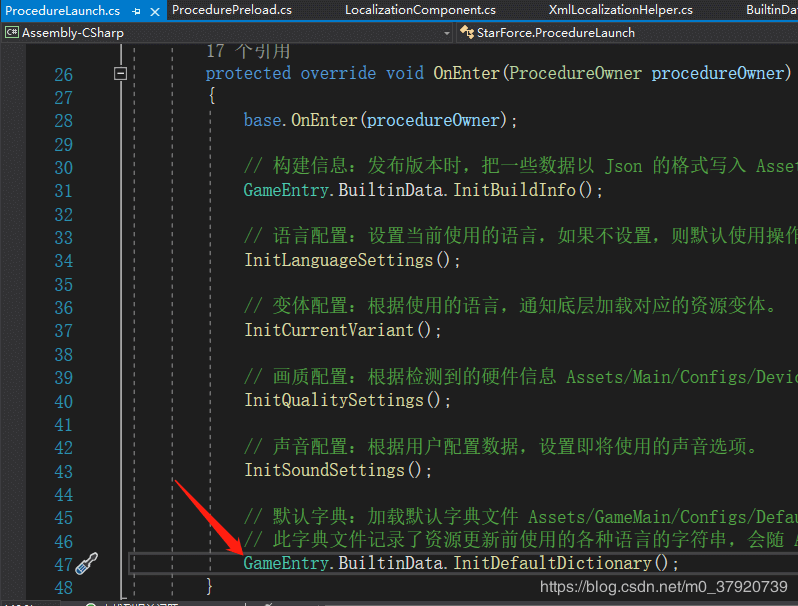 ProcedureLaunch.cs ProcedurePreload.cs LocalizationComponent.cs XmlLocalizationHelper.cs BuiltinDa
C# Assembly-CSharp StarForce.ProcedureLaunch
17 个引用
26 protected override void OnEnter(ProcedureOwner procedureOwner)
27 {
28 base.OnEnter(procedureOwner);
29
30 // 构建信息：发布版本时，把一些数据以 Json 的格式写入 Asset
31 GameEntry.BuiltinData.InitBuildInfo();
32
33 // 语言配置：设置当前使用的语言，如果不设置，则默认使用操作
34 InitLanguageSettings();
35
36 // 变体配置：根据使用的语言，通知底层加载对应的资源变体。
37 InitCurrentVariant();
38
39 // 画质配置：根据检测到的硬件信息 Assets/Main/Configs/Devic
40 InitQualitySettings();
41
42 // 声音配置：根据用户配置数据，设置即将使用的声音选项。
43 InitSoundSettings();
44
45 // 默认字典：加载默认字典文件 Assets/GameMain/Configs/Defau
46 // 此字典文件记录了资源更新前使用的各种语言的字符串，会随 A
47 GameEntry.BuiltinData.InitDefaultDictionary();
48 }
https://blog.csdn.net/m0_37920739